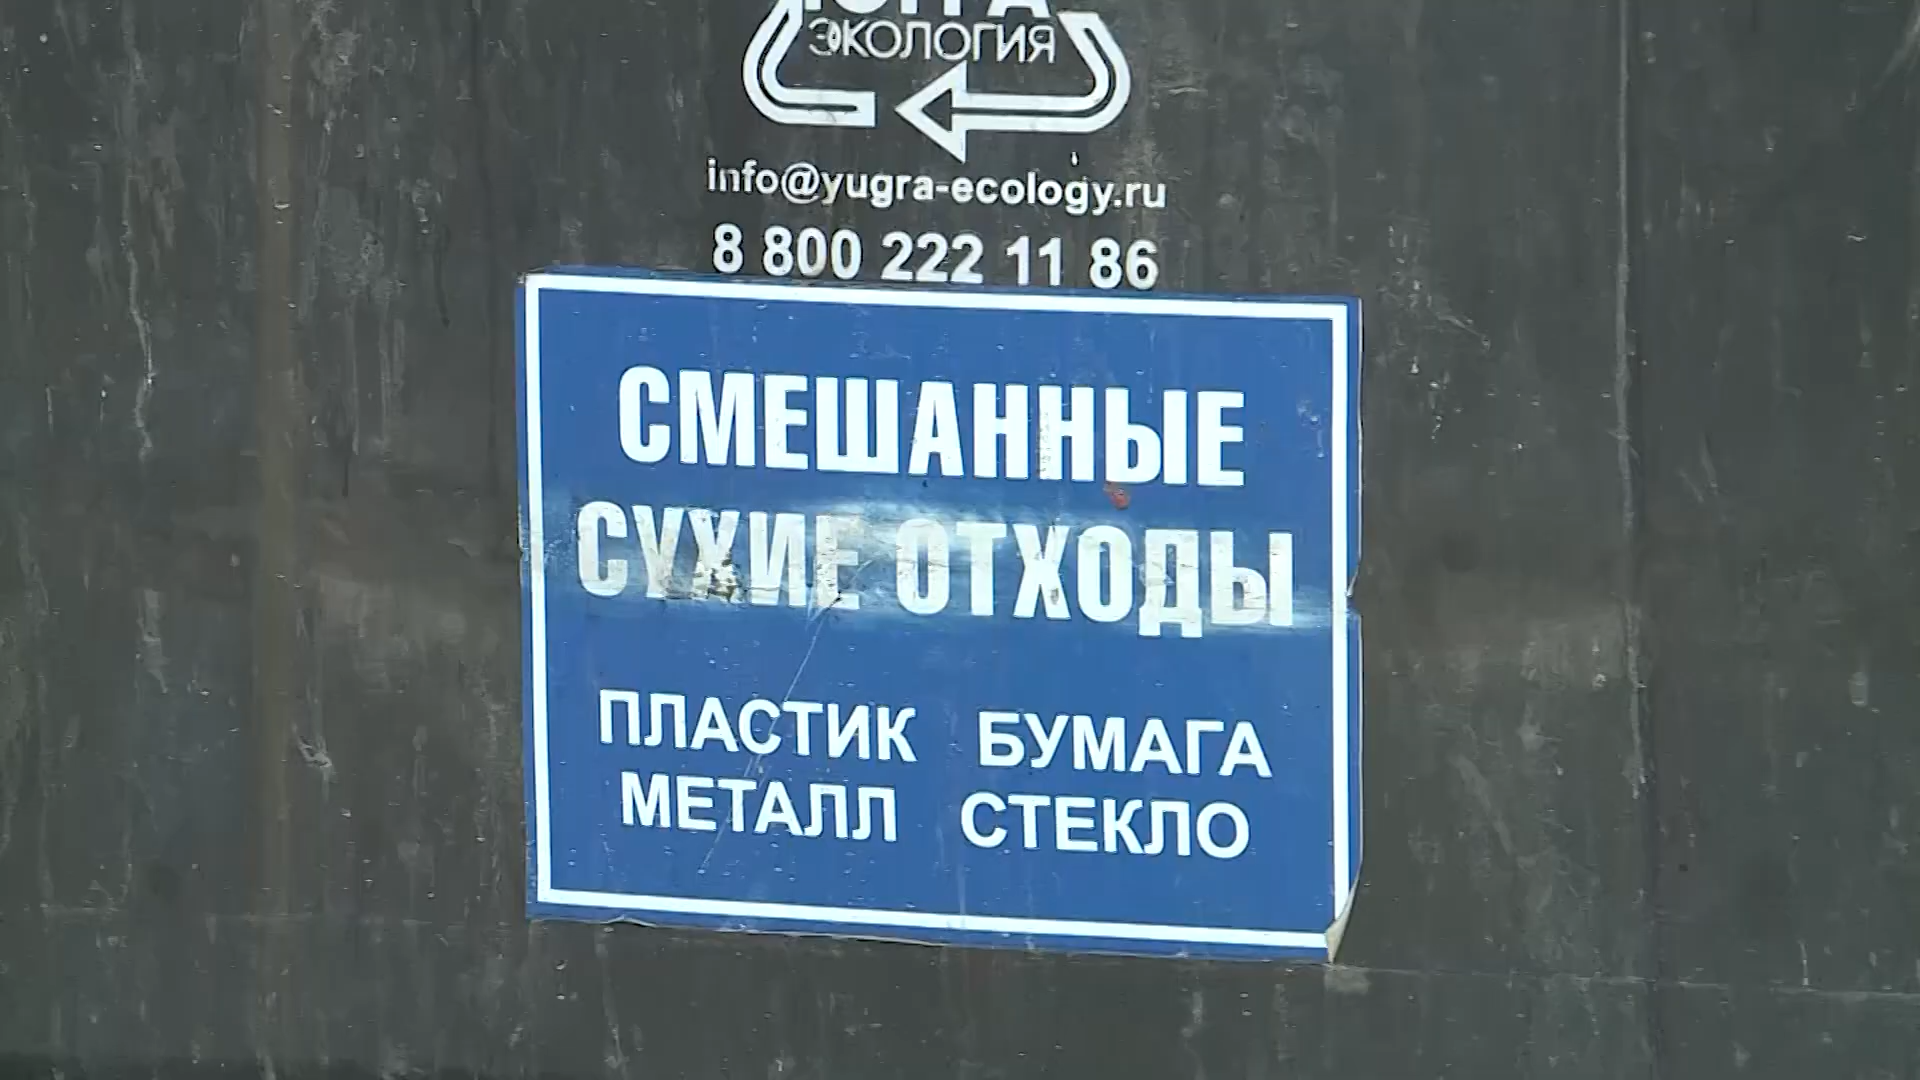 ЭКОЛОГИЯ
info@yugra-ecology.ru
8 800 222 11 86
СМЕШАННЫЕ
СУХИЕ ОТХОДЫ
ПЛАСТИК БУМАГА
МЕТАЛЛ СТЕКЛО